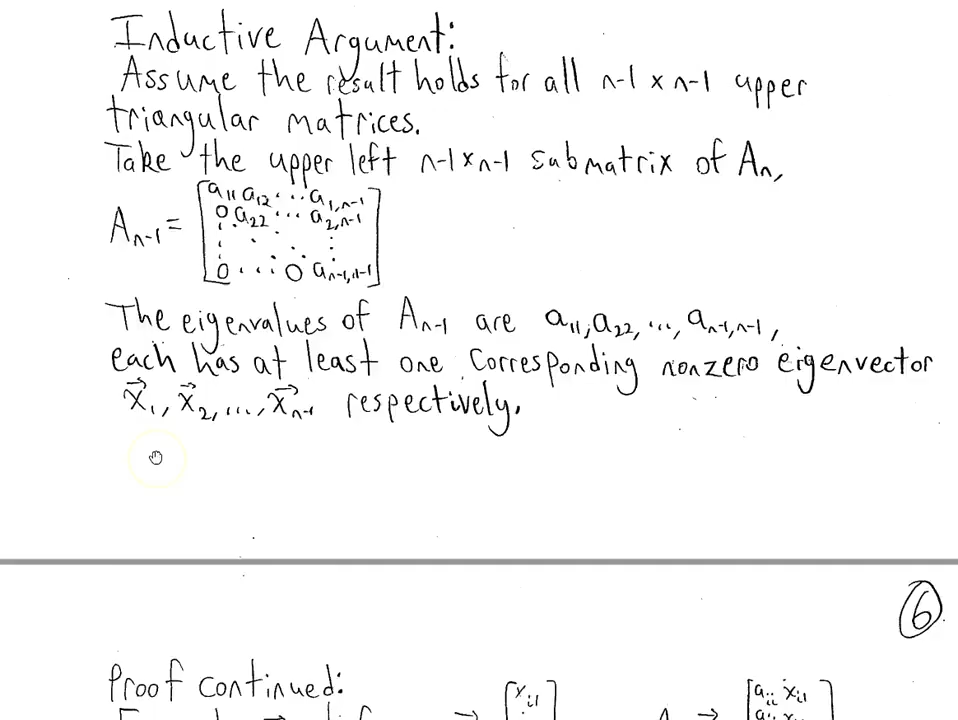 Inductive Argument:
Assume the result holds for all n-1 x n-1 upper
triangular matrices.
Take the upper left n-1 x n-1 submatrix of An,
a11 a12 ... a1,n-1
An-1 = 0 a22 ... a2,n-1
0 ... 0 an-1,n-1
The eigenvalues of An-1 are a11, a22, ..., an-1,n-1,
each has at least one corresponding nonzero eigenvector
x⃗1, x⃗2, ..., x⃗n-1 respectively.
6
Proof continued: